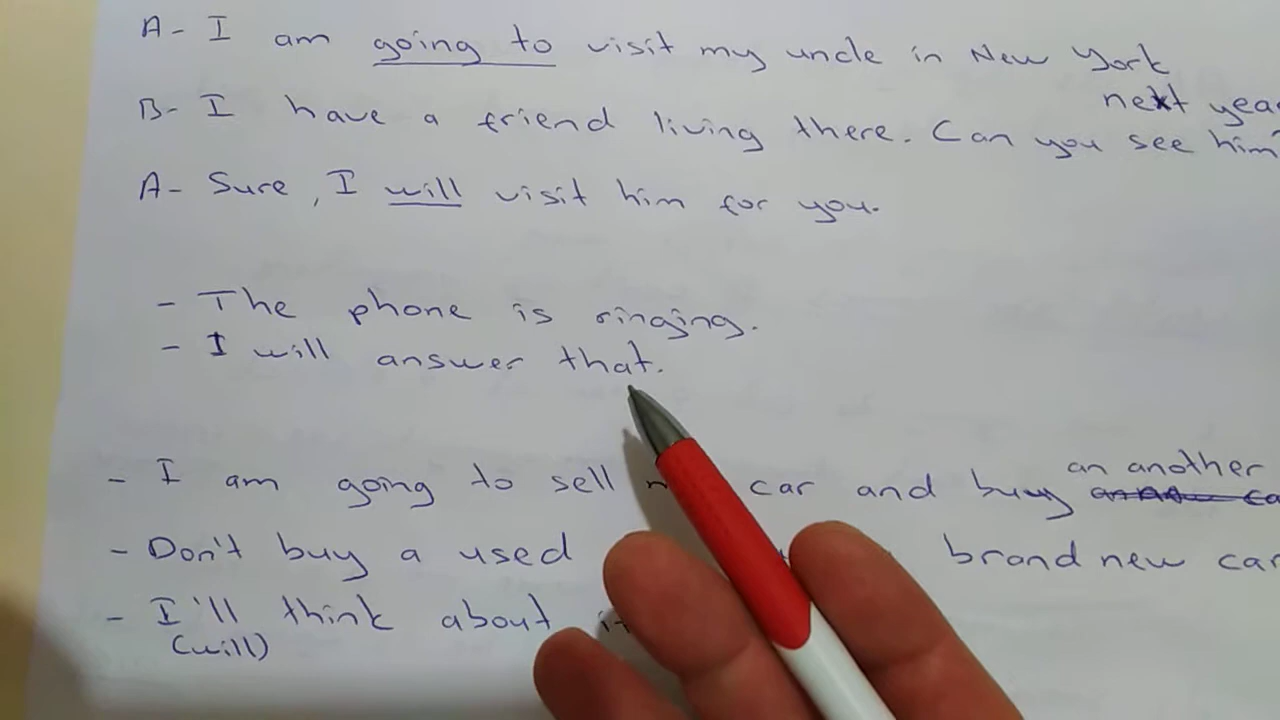 A- I am going to visit my uncle in New York
next yea
B- I have a friend living there. Can you see him?
A- Sure, I will visit him for you.
- The phone is ringing.
- I will answer that.
an another
- I am going to sell car and buy
- Don't buy a used brand new car
- I'll think about it
(will)